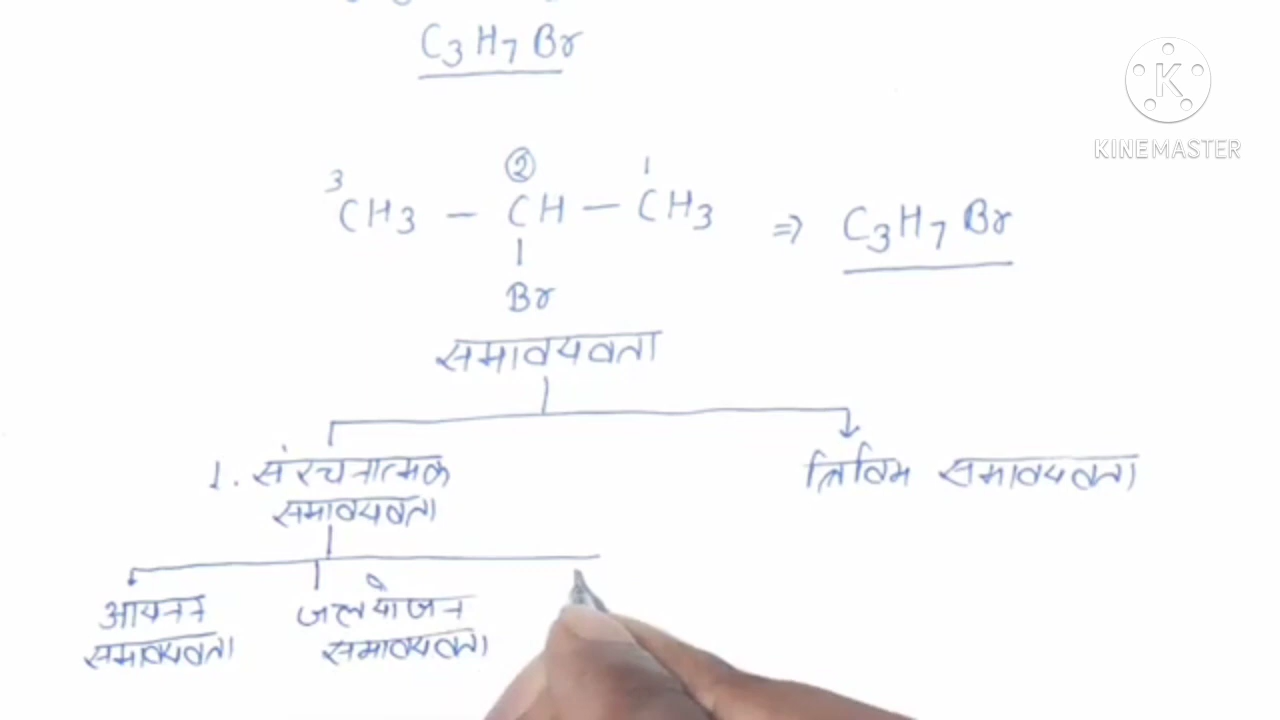 C3H7Br
KINEMASTER
3 ② 1
CH3 — CH — CH3 ⇒ C3H7Br
Br
समावयवता
1. संरचनात्मक
समावयवता
त्रिविम समावयवता
आयनन
समावयवता
जलयोजन
समावयवता